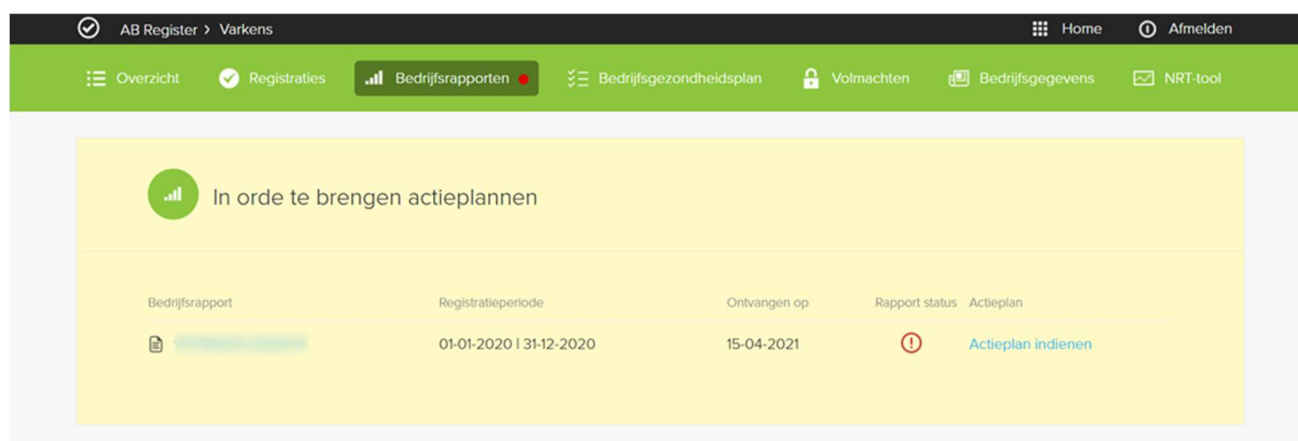 AB Register > Varkens Home Afmelden
Overzicht Registraties Bedrijfsrapporten Bedrijfsgezondheidsplan Volmachten Bedrijfsgegevens NRT-tool
In orde te brengen actieplannen
Bedrijfsrapport Registratieperiode Ontvangen op Rapport status Actieplan
01-01-2020 | 31-12-2020 15-04-2021 Actieplan indienen